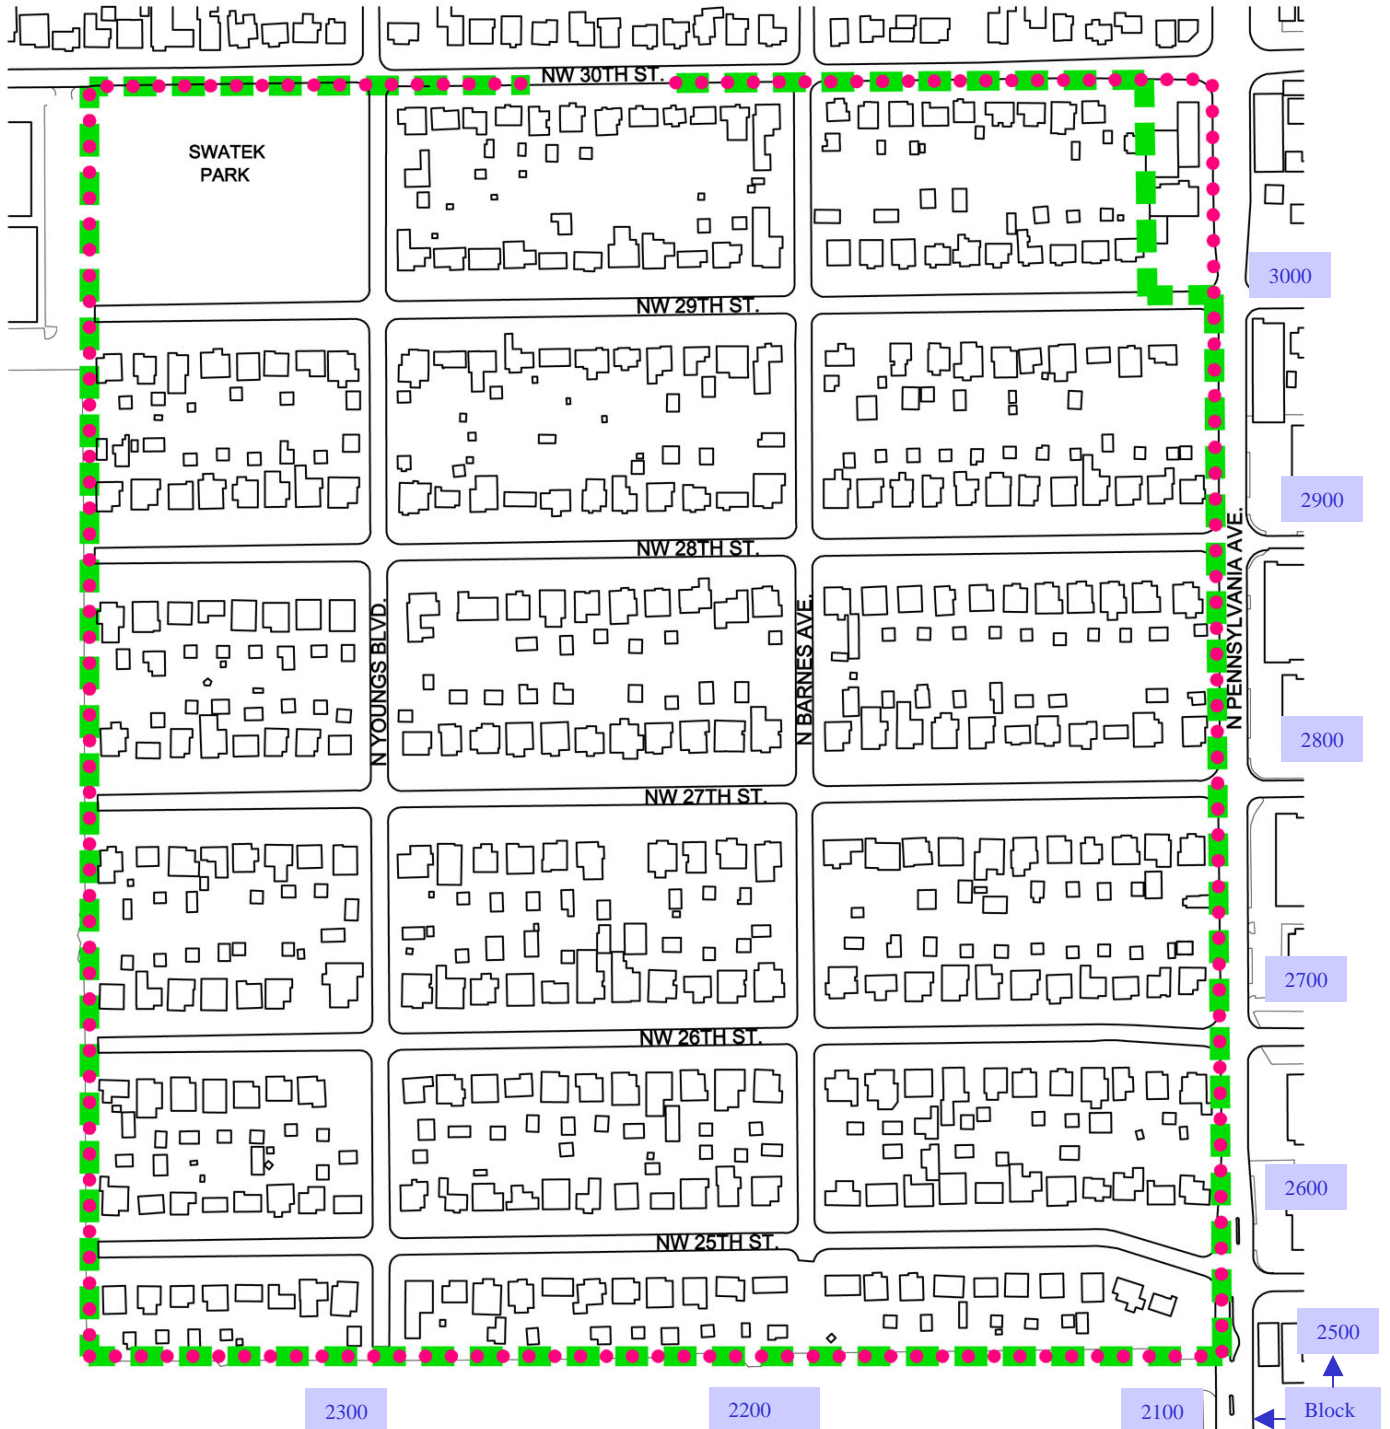 NW 30TH ST.
SWATEK
PARK
3000
NW 29TH ST.
2900
N PENNSYLVANIA AVE.
NW 28TH ST.
N YOUNGS BLVD.
N BARNES AVE.
2800
NW 27TH ST.
2700
NW 26TH ST.
2600
NW 25TH ST.
2500
2300
2200
2100
Block